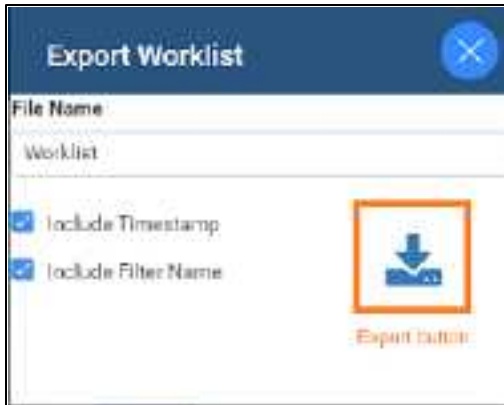 Export Worklist
File Name
Worklist
Include Timestamp
Include Filter Name
Export button